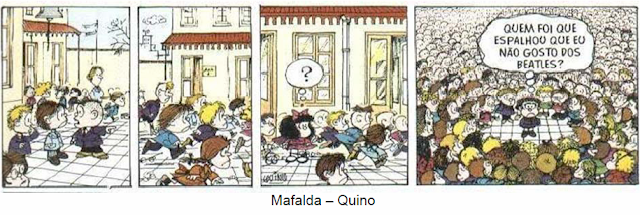 ?
QUEM FOI QUE
ESPALHOU QUE EU
NÃO GOSTO DOS
BEATLES?
Mafalda – Quino